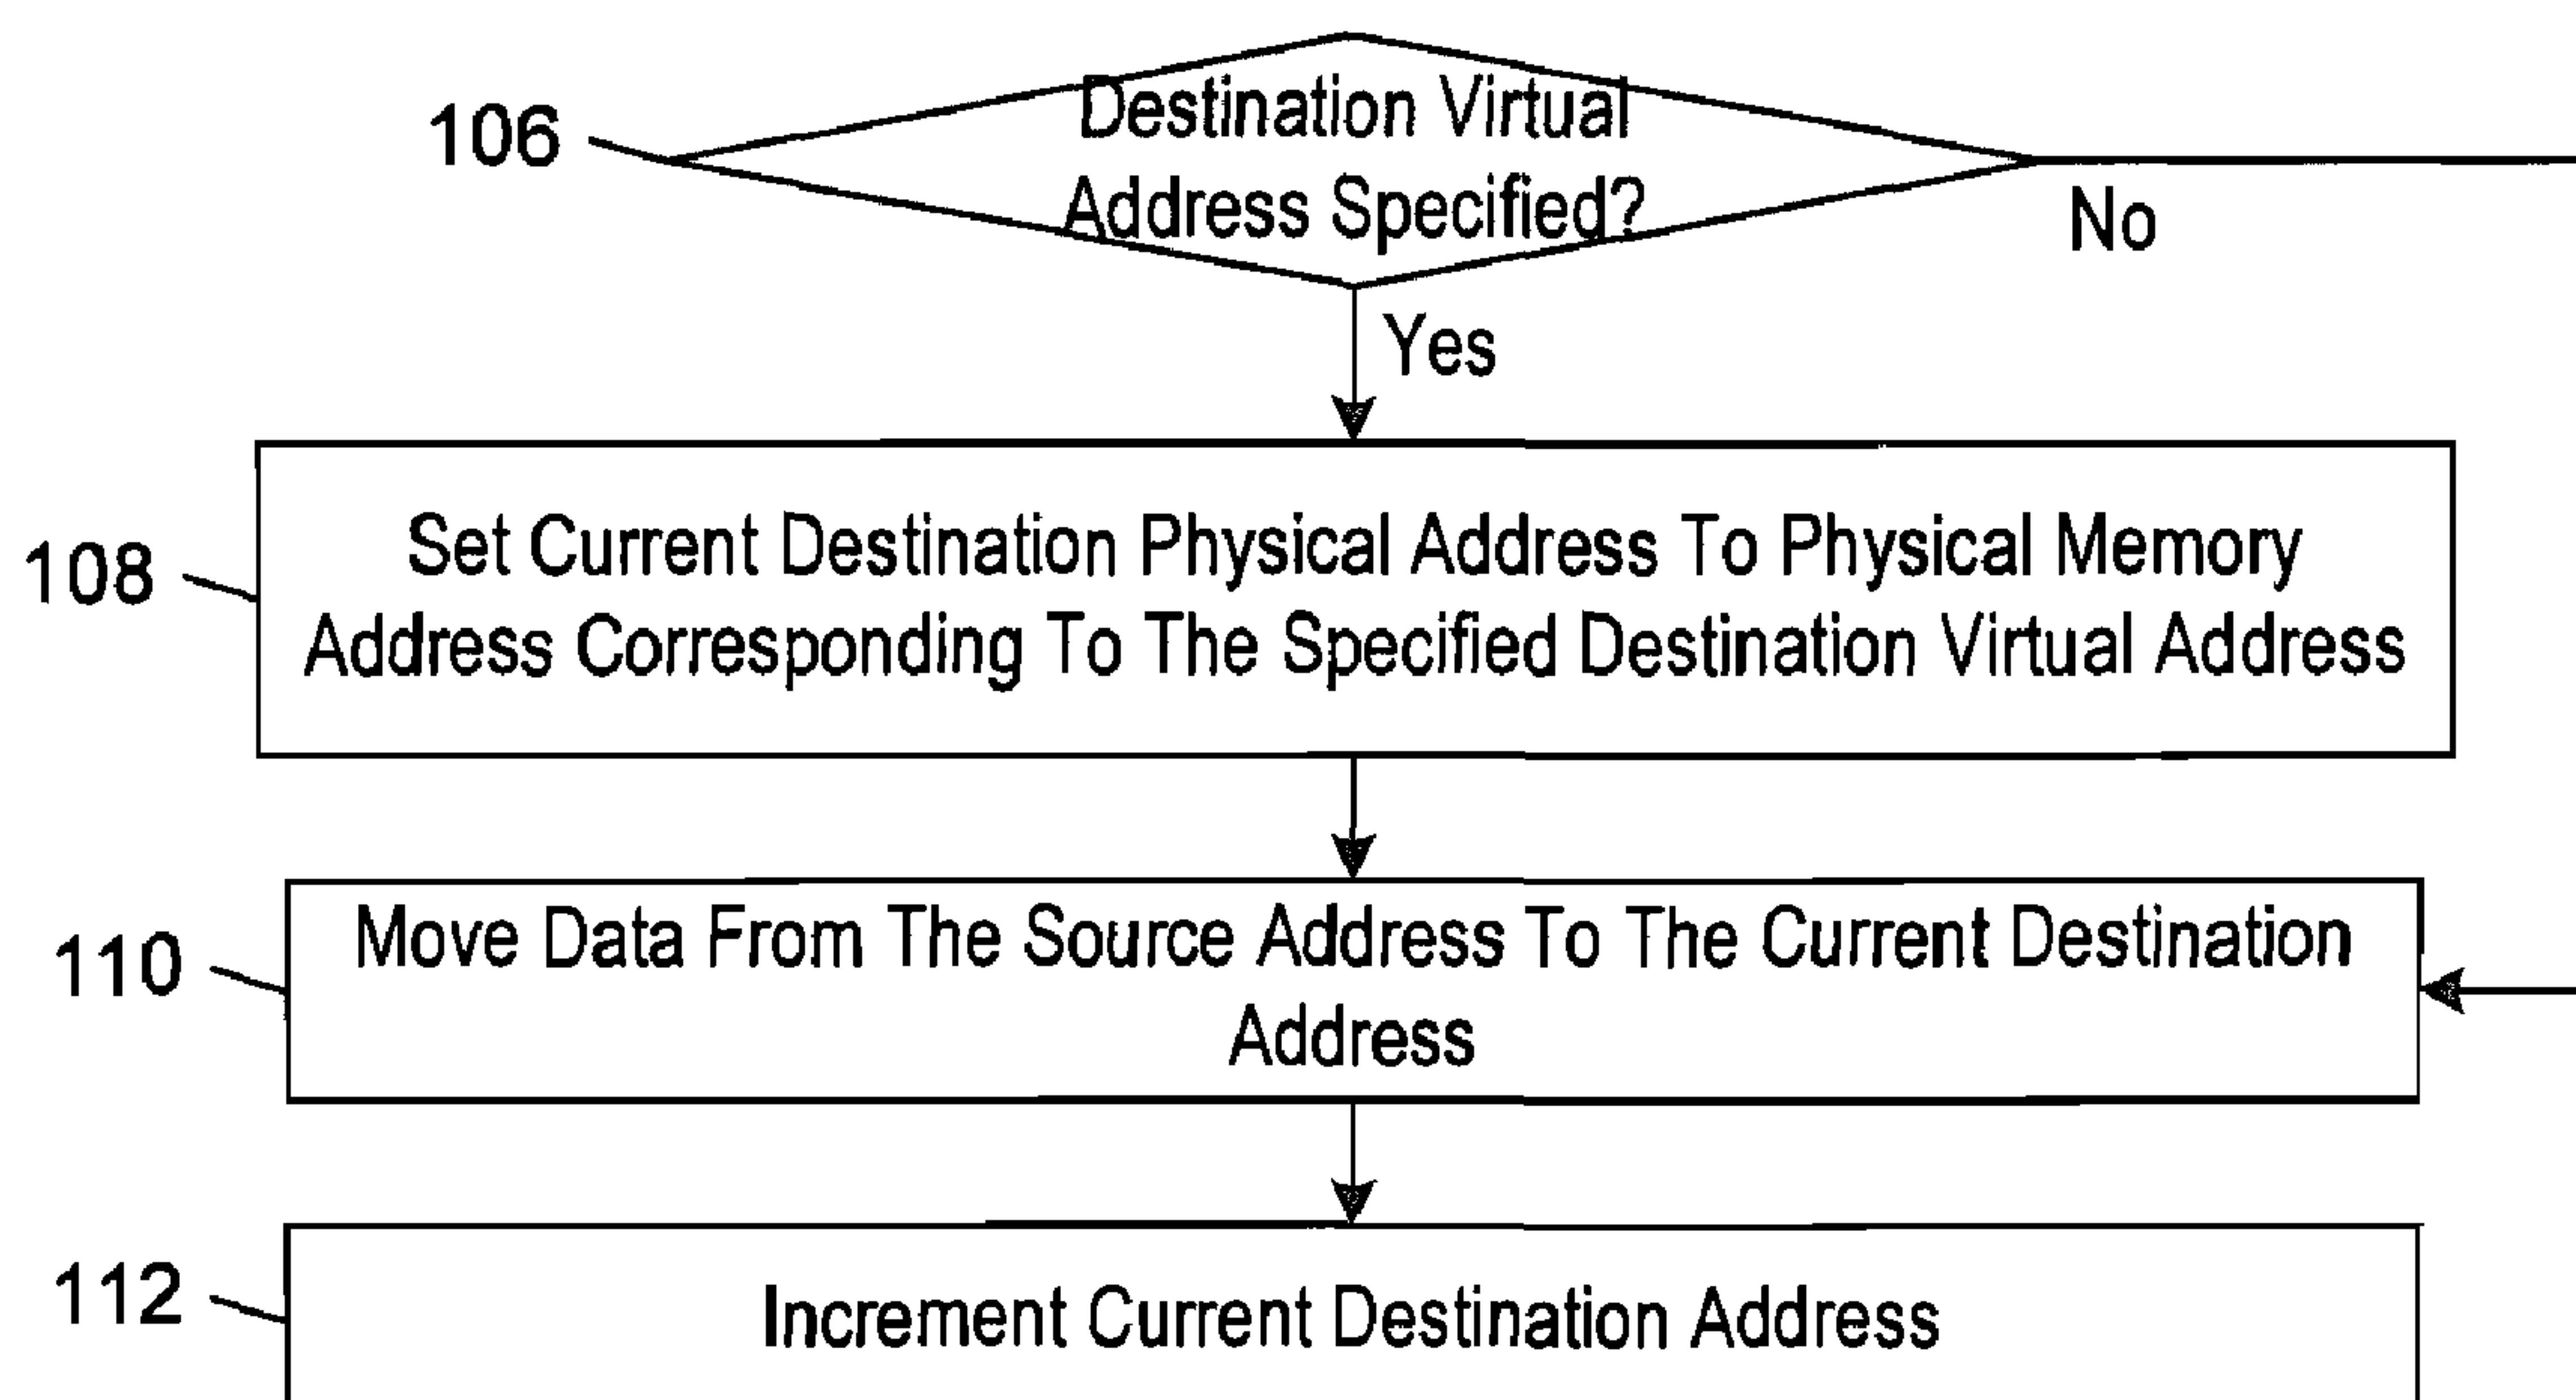 106
Destination Virtual
Address Specified?
No
Yes
108
Set Current Destination Physical Address To Physical Memory
Address Corresponding To The Specified Destination Virtual Address
110
Move Data From The Source Address To The Current Destination
Address
112
Increment Current Destination Address